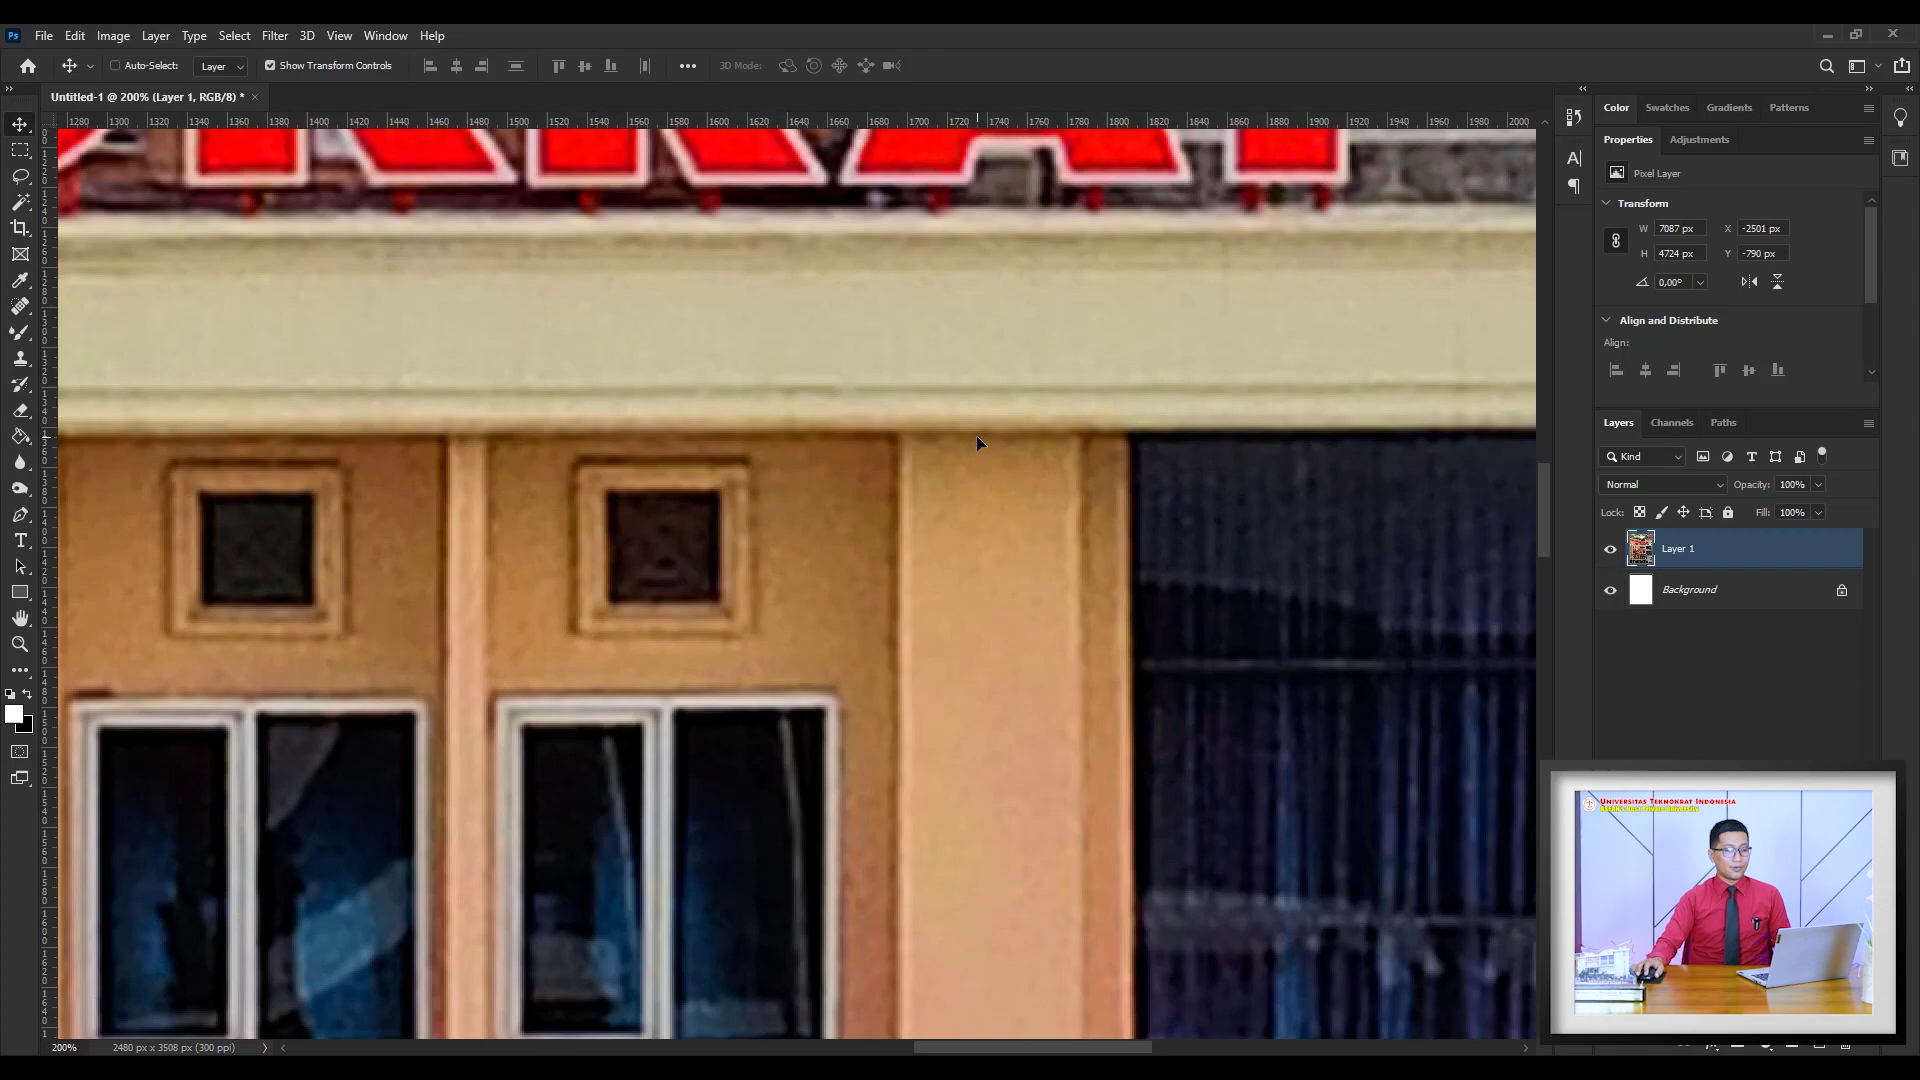 Ps File Edit Image Layer Type Select Filter 3D View Window Help
Auto-Select: Layer Show Transform Controls 3D Mode:
Untitled-1 @ 200% (Layer 1, RGB/8) *
1280 1300 1320 1340 1360 1380 1400 1420 1440 1460 1480 1500 1520 1540 1560 1580 1600 1620 1640 1660 1680 1700 1720 1740 1760 1780 1800 1820 1840 1860 1880 1900 1920 1940 1960 1980 2000
Color Swatches Gradients Patterns
Properties Adjustments
Pixel Layer
Transform
W 7087 px X -2501 px
H 4724 px Y -790 px
0,00°
Align and Distribute
Align:
Layers Channels Paths
Kind
Normal Opacity: 100%
Lock: Fill: 100%
Layer 1
Background
UNIVERSITAS TEKNOKRAT INDONESIA
ASEAN's Best Private University
200% 2480 px x 3508 px (300 ppi)